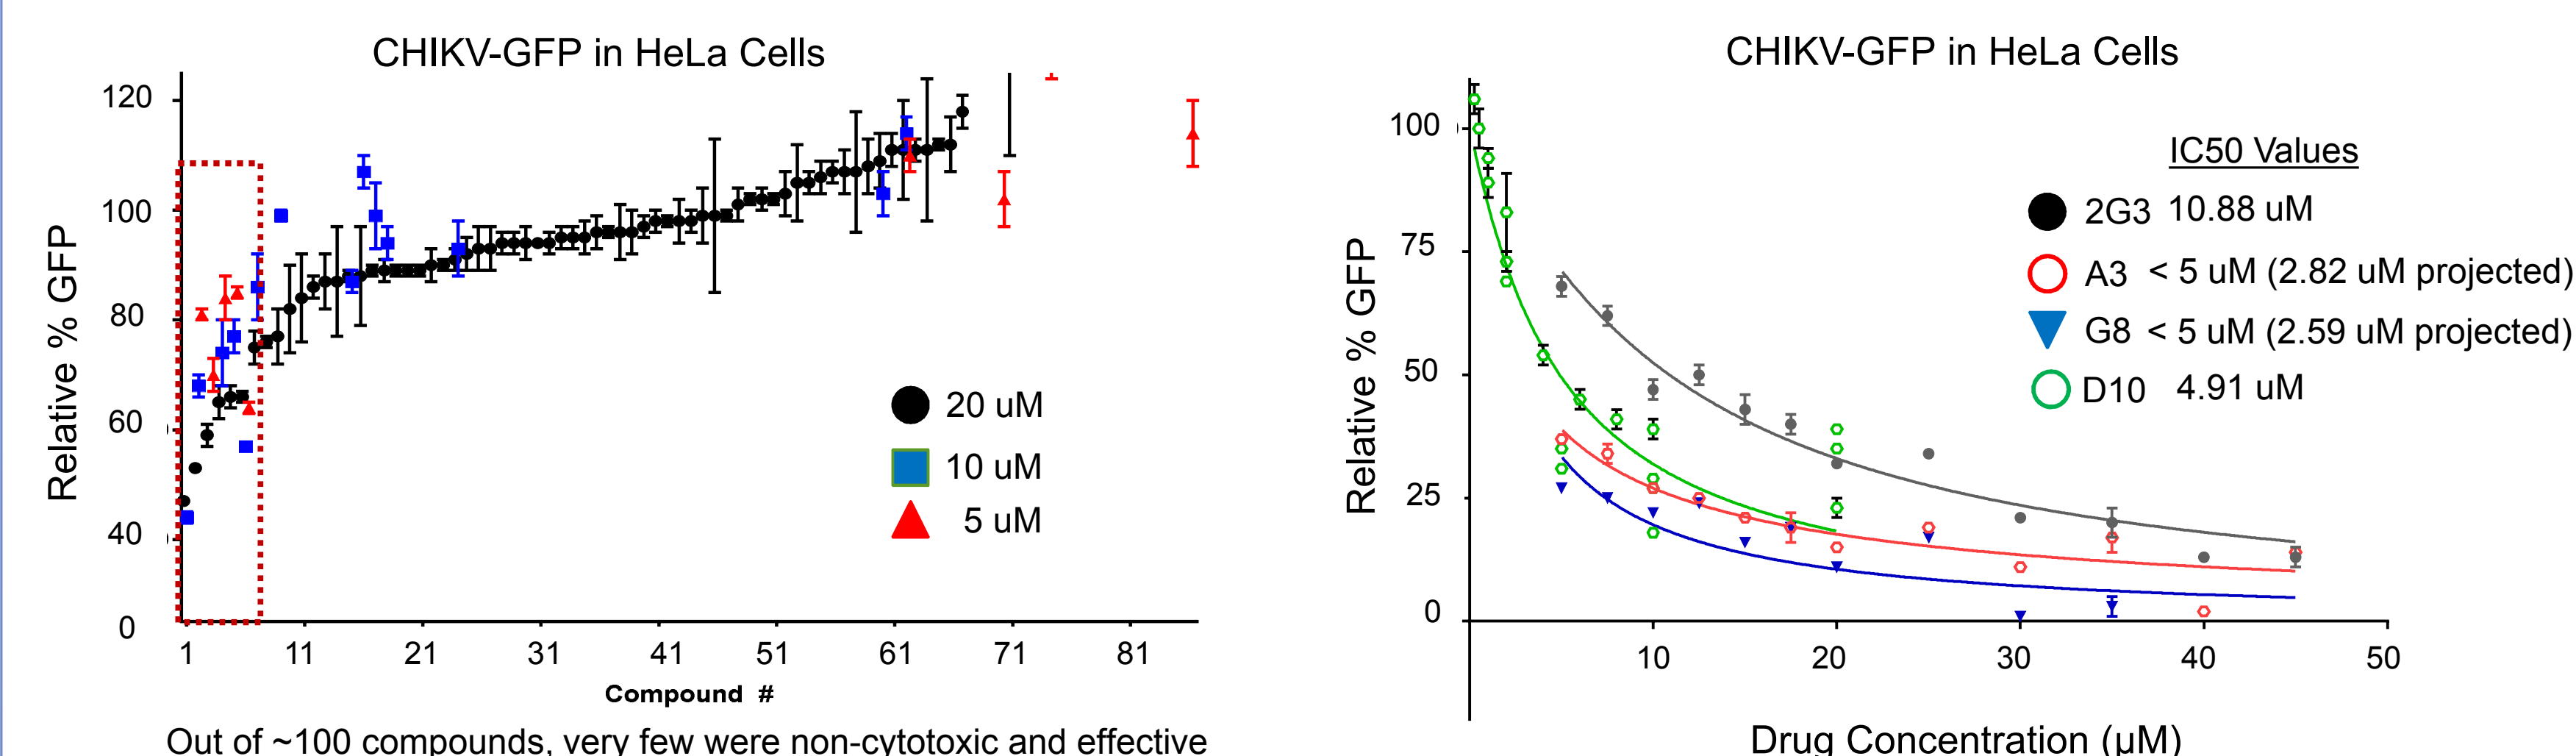 CHIKV-GFP in HeLa Cells
Relative % GFP
120
100
80
60
40
0
1 11 21 31 41 51 61 71 81
Compound #
20 uM
10 uM
5 uM
Out of ~100 compounds, very few were non-cytotoxic and effective
CHIKV-GFP in HeLa Cells
Relative % GFP
100
75
50
25
0
10 20 30 40 50
Drug Concentration (µM)
IC50 Values
2G3 10.88 uM
A3 < 5 uM (2.82 uM projected)
G8 < 5 uM (2.59 uM projected)
D10 4.91 uM